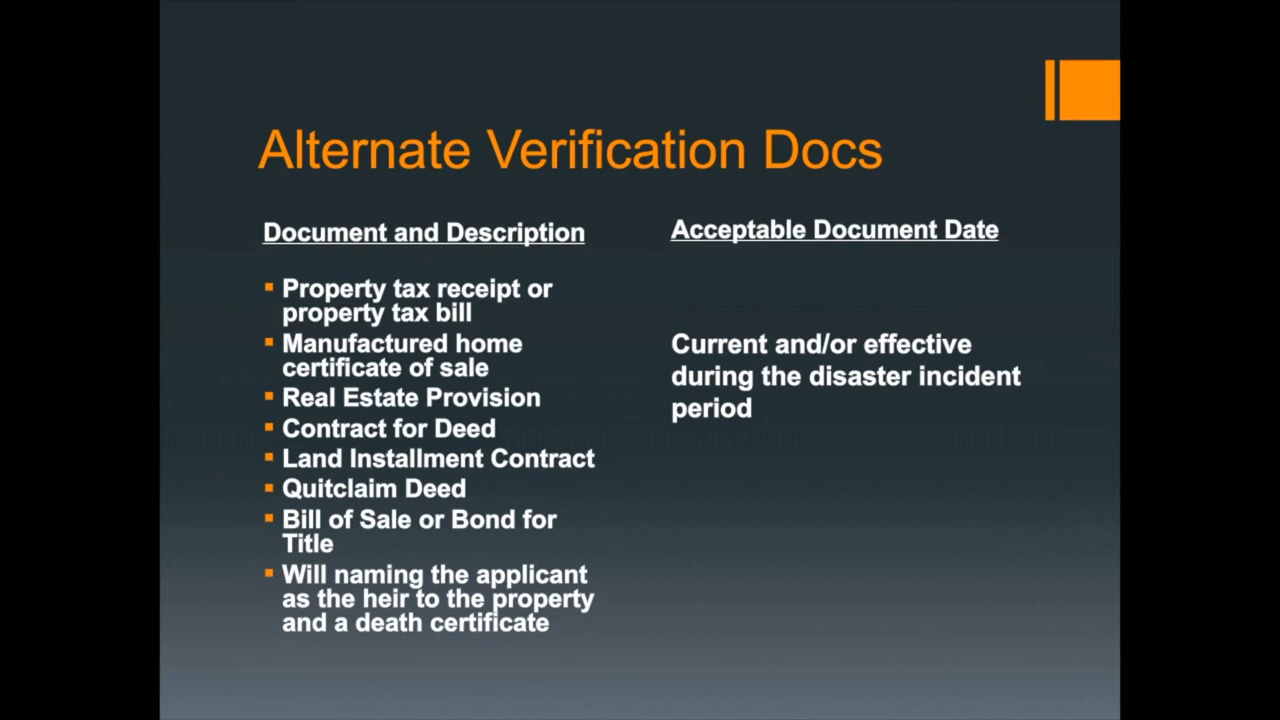 Alternate Verification Docs
Document and Description
Property tax receipt or
property tax bill
Manufactured home
certificate of sale
Real Estate Provision
Contract for Deed
Land Installment Contract
Quitclaim Deed
Bill of Sale or Bond for
Title
Will naming the applicant
as the heir to the property
and a death certificate
Acceptable Document Date
Current and/or effective
during the disaster incident
period